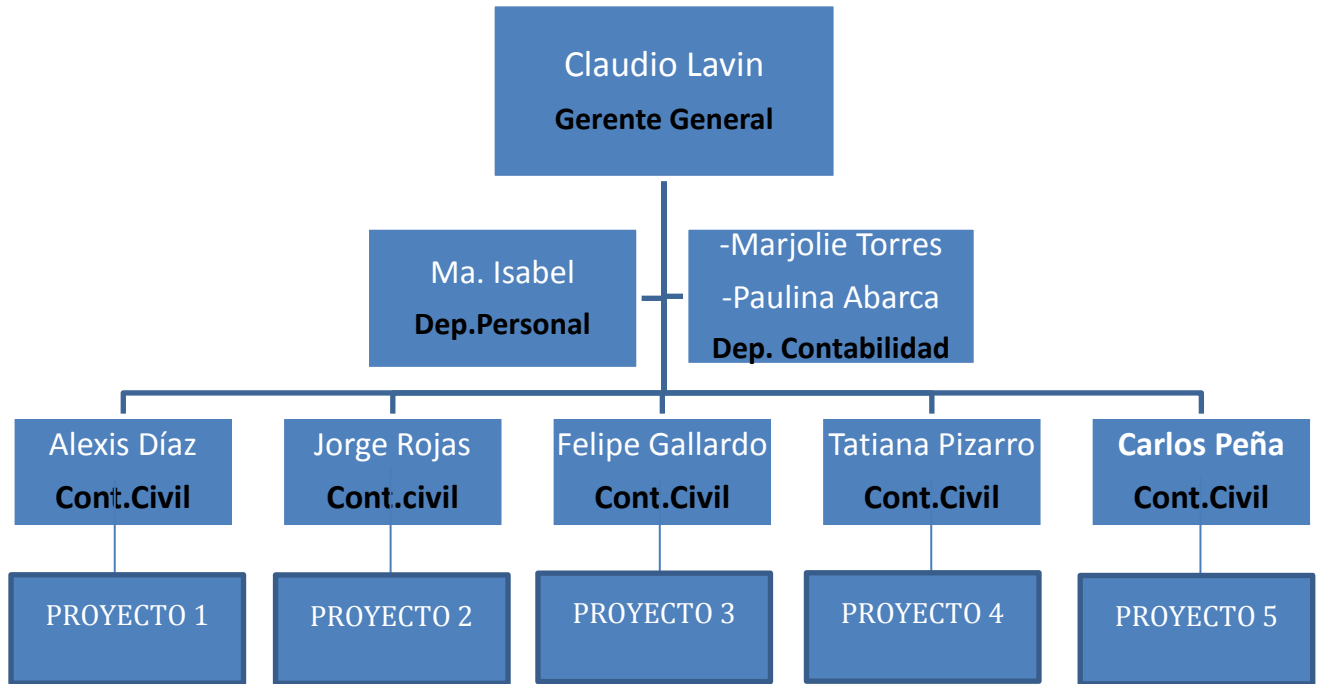 Claudio Lavin
Gerente General
Ma. Isabel
Dep.Personal
-Marjolie Torres
-Paulina Abarca
Dep. Contabilidad
Alexis Díaz
Cont.Civil
Jorge Rojas
Cont.civil
Felipe Gallardo
Cont.Civil
Tatiana Pizarro
Cont.Civil
Carlos Peña
Cont.Civil
PROYECTO 1
PROYECTO 2
PROYECTO 3
PROYECTO 4
PROYECTO 5